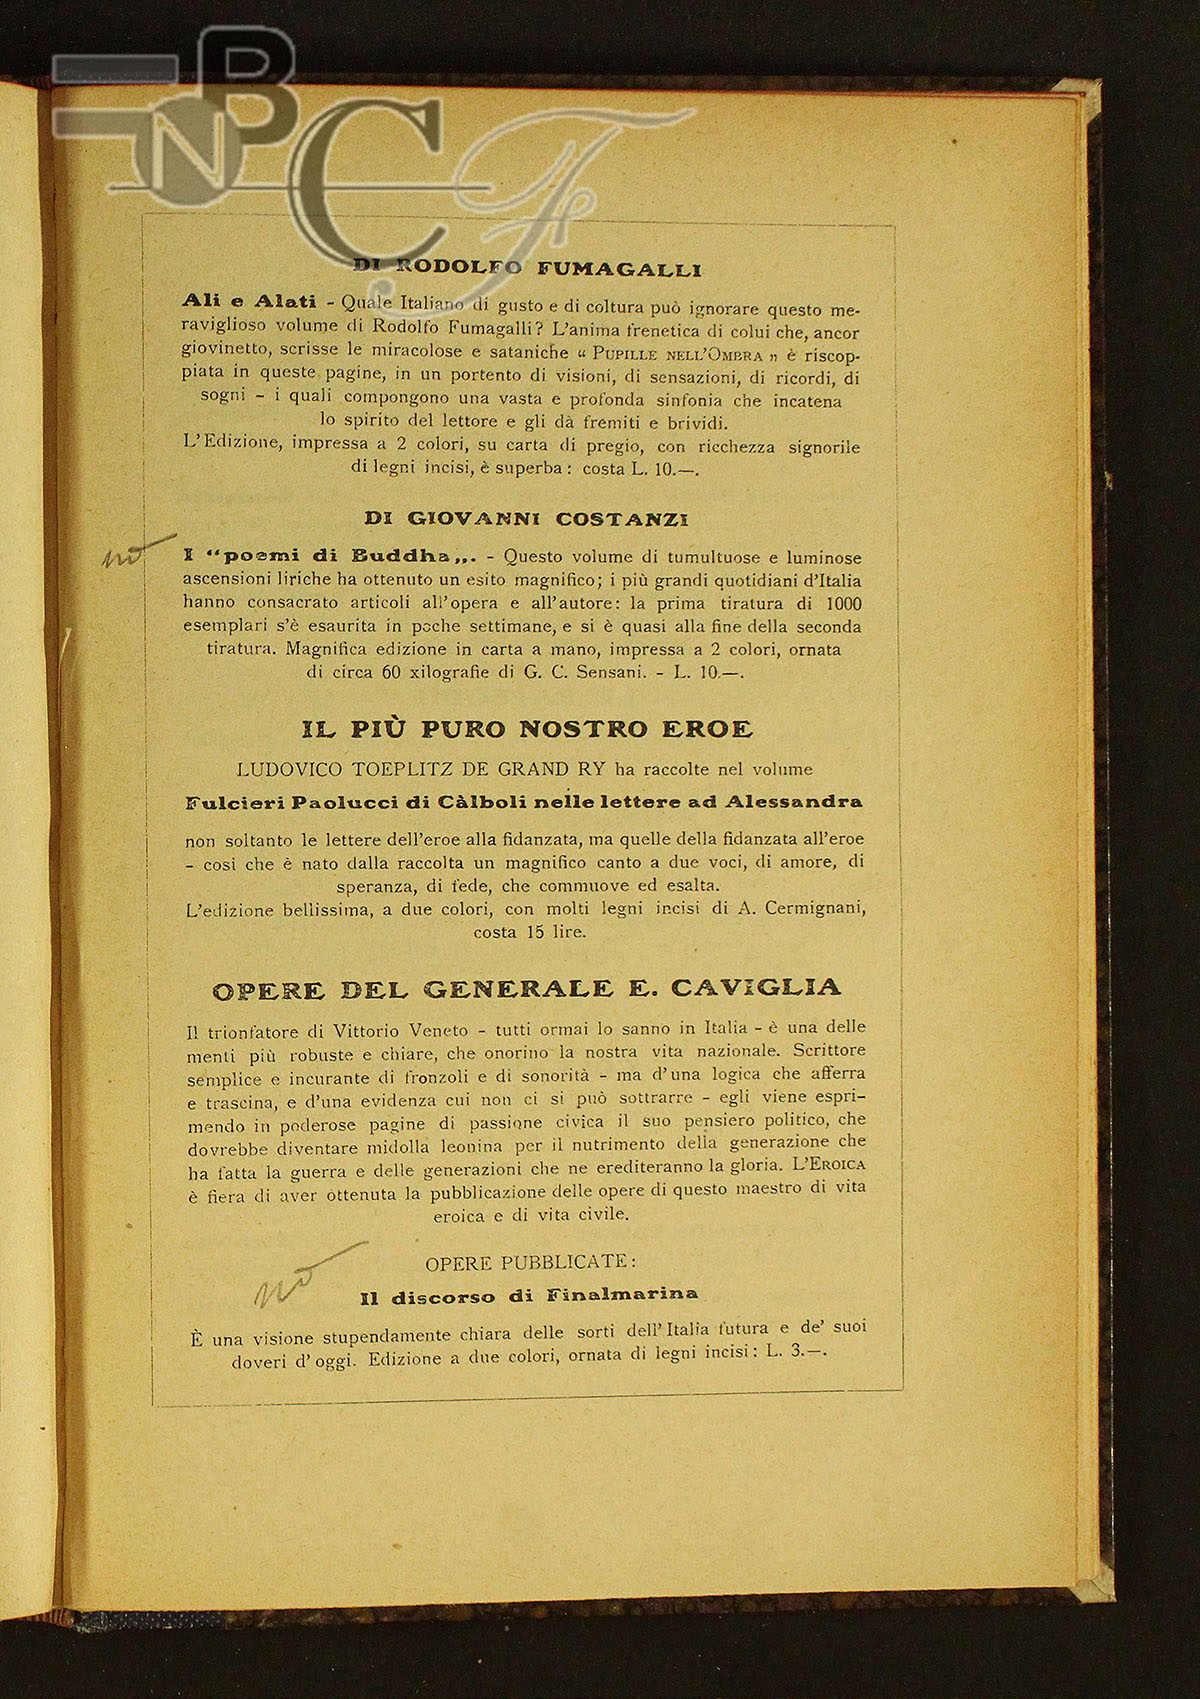 NBCF
DI RODOLFO FUMAGALLI
Ali e Alati - Quale Italiano di gusto e di coltura può ignorare questo me-
raviglioso volume di Rodolfo Fumagalli? L'anima frenetica di colui che, ancor
giovinetto, scrisse le miracolose e sataniche “ PUPILLE NELL'OMBRA „ è riscop-
piata in queste pagine, in un portento di visioni, di sensazioni, di ricordi, di
sogni - i quali compongono una vasta e profonda sinfonia che incatena
lo spirito del lettore e gli dà fremiti e brividi.
L'Edizione, impressa a 2 colori, su carta di pregio, con ricchezza signorile
di legni incisi, è superba : costa L. 10.—.
DI GIOVANNI COSTANZI
no
I “poemi di Buddha„. - Questo volume di tumultuose e luminose
ascensioni liriche ha ottenuto un esito magnifico; i più grandi quotidiani d'Italia
hanno consacrato articoli all'opera e all'autore: la prima tiratura di 1000
esemplari s'è esaurita in poche settimane, e si è quasi alla fine della seconda
tiratura. Magnifica edizione in carta a mano, impressa a 2 colori, ornata
di circa 60 xilografie di G. C. Sensani. - L. 10.—.
IL PIÙ PURO NOSTRO EROE
LUDOVICO TOEPLITZ DE GRAND RY ha raccolte nel volume
Fulcieri Paolucci di Càlboli nelle lettere ad Alessandra
non soltanto le lettere dell'eroe alla fidanzata, ma quelle della fidanzata all'eroe
- così che è nato dalla raccolta un magnifico canto a due voci, di amore, di
speranza, di fede, che commuove ed esalta.
L'edizione bellissima, a due colori, con molti legni incisi di A. Cermignani,
costa 15 lire.
OPERE DEL GENERALE E. CAVIGLIA
Il trionfatore di Vittorio Veneto - tutti ormai lo sanno in Italia - è una delle
menti più robuste e chiare, che onorino la nostra vita nazionale. Scrittore
semplice e incurante di fronzoli e di sonorità - ma d'una logica che afferra
e trascina, e d'una evidenza cui non ci si può sottrarre - egli viene espri-
mendo in poderose pagine di passione civica il suo pensiero politico, che
dovrebbe diventare midolla leonina per il nutrimento della generazione che
ha fatta la guerra e delle generazioni che ne erediteranno la gloria. L'EROICA
è fiera di aver ottenuta la pubblicazione delle opere di questo maestro di vita
eroica e di vita civile.
OPERE PUBBLICATE:
no
Il discorso di Finalmarina
È una visione stupendamente chiara delle sorti dell'Italia futura e de' suoi
doveri d'oggi. Edizione a due colori, ornata di legni incisi: L. 3.—.